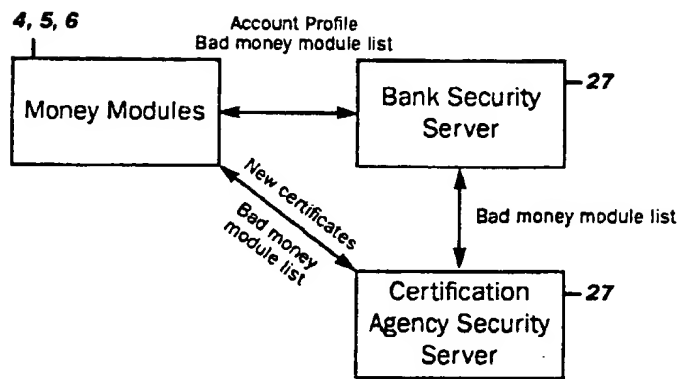 4, 5, 6
Account Profile
Bad money module list
Money Modules
Bank Security
Server
27
New certificates
Bad money
module list
Bad money module list
Certification
Agency Security
Server
27